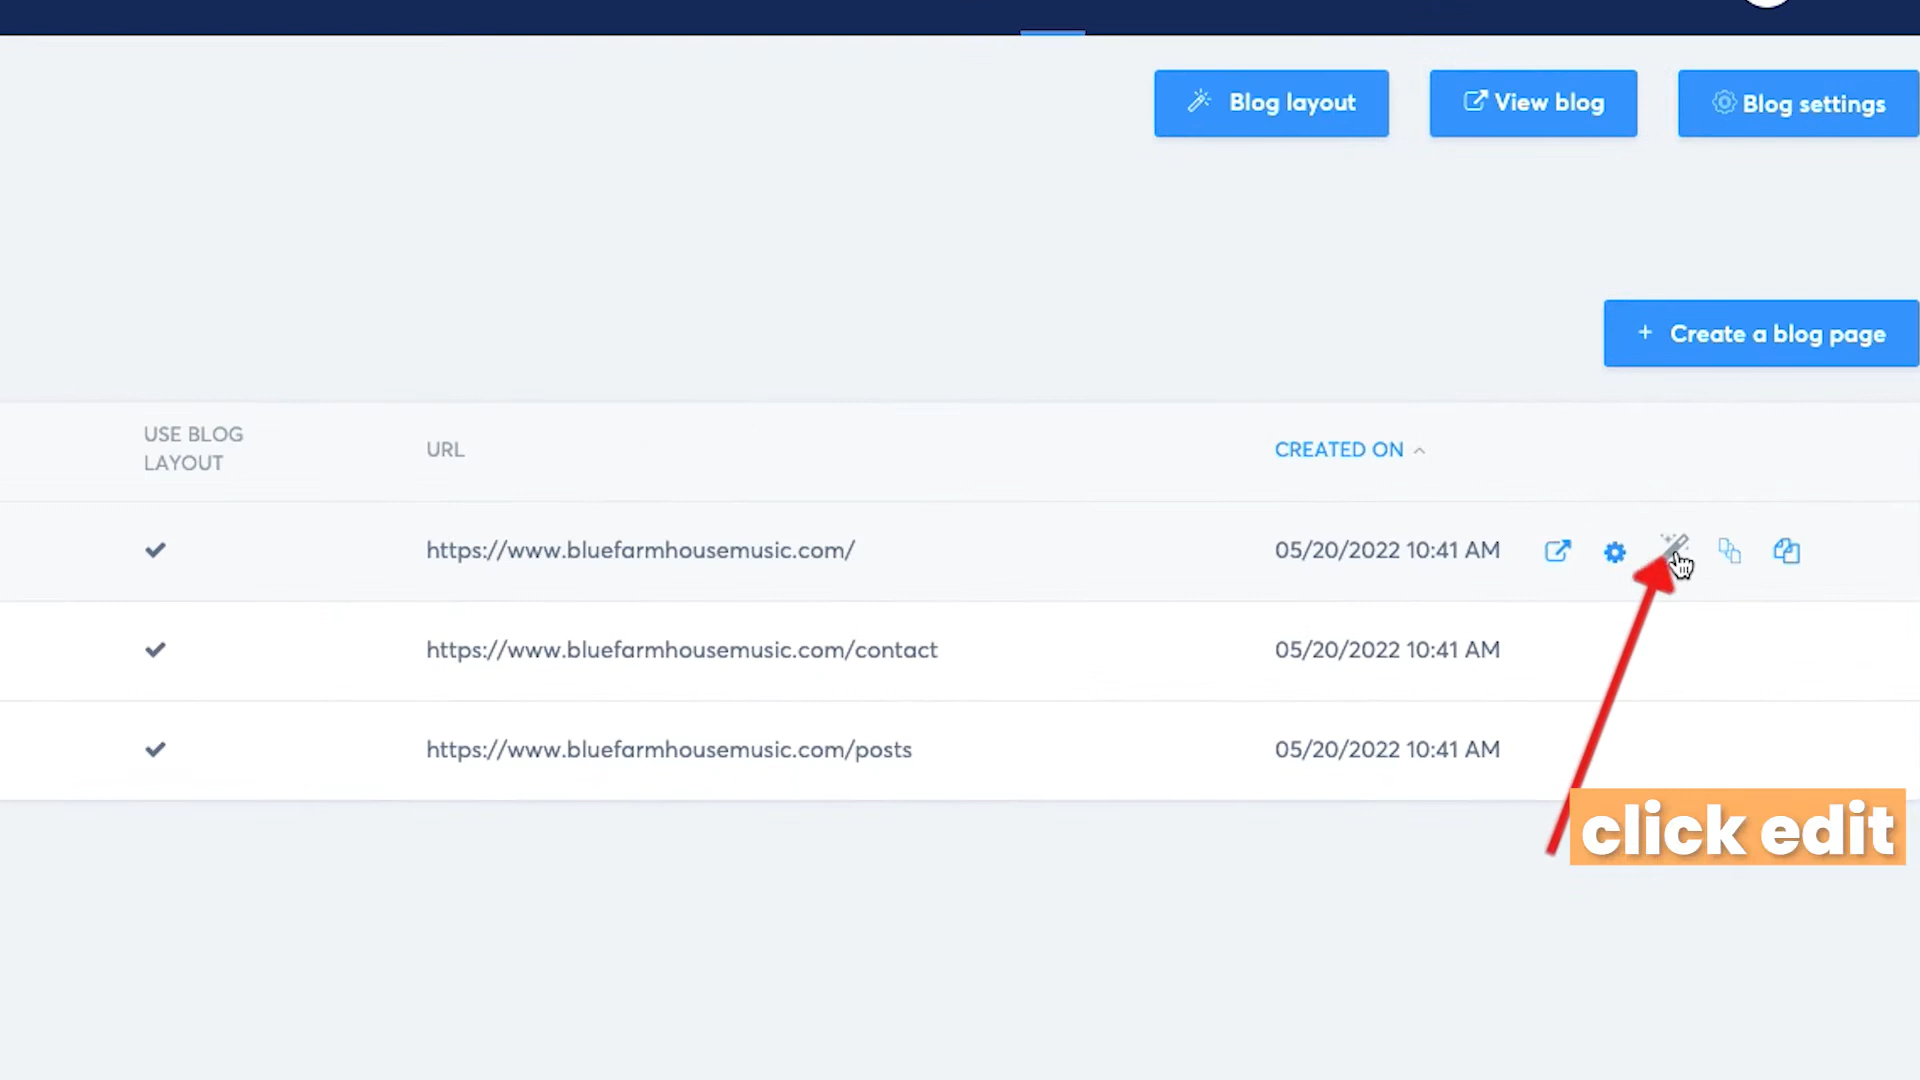 Blog layout
View blog
Blog settings
+ Create a blog page
USE BLOG
LAYOUT
URL
CREATED ON
https://www.bluefarmhousemusic.com/
05/20/2022 10:41 AM
https://www.bluefarmhousemusic.com/contact
05/20/2022 10:41 AM
https://www.bluefarmhousemusic.com/posts
05/20/2022 10:41 AM
click edit